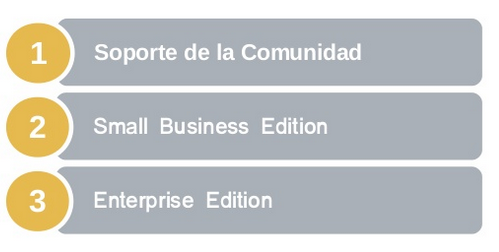 1 Soporte de la Comunidad
2 Small Business Edition
3 Enterprise Edition